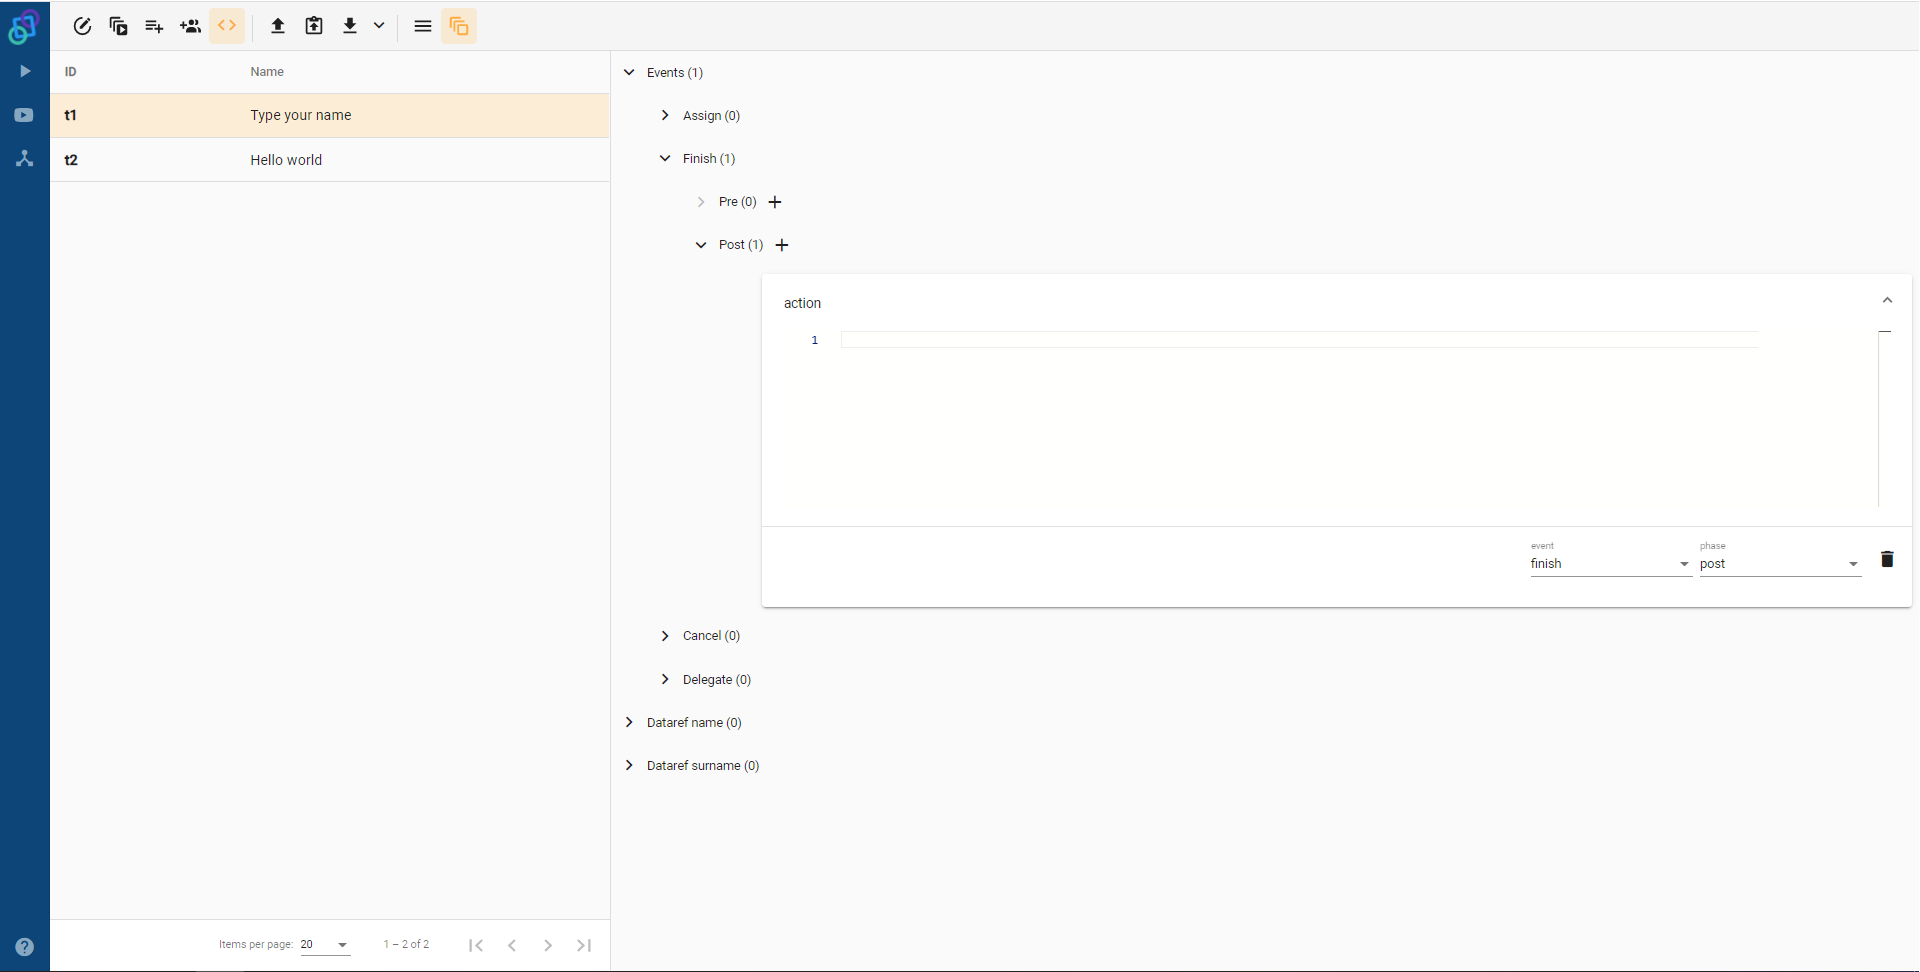 ID Name
t1 Type your name
t2 Hello world
Items per page: 20 1 – 2 of 2
Events (1)
Assign (0)
Finish (1)
Pre (0)
Post (1)
action
1
event
finish
phase
post
Cancel (0)
Delegate (0)
Dataref name (0)
Dataref surname (0)